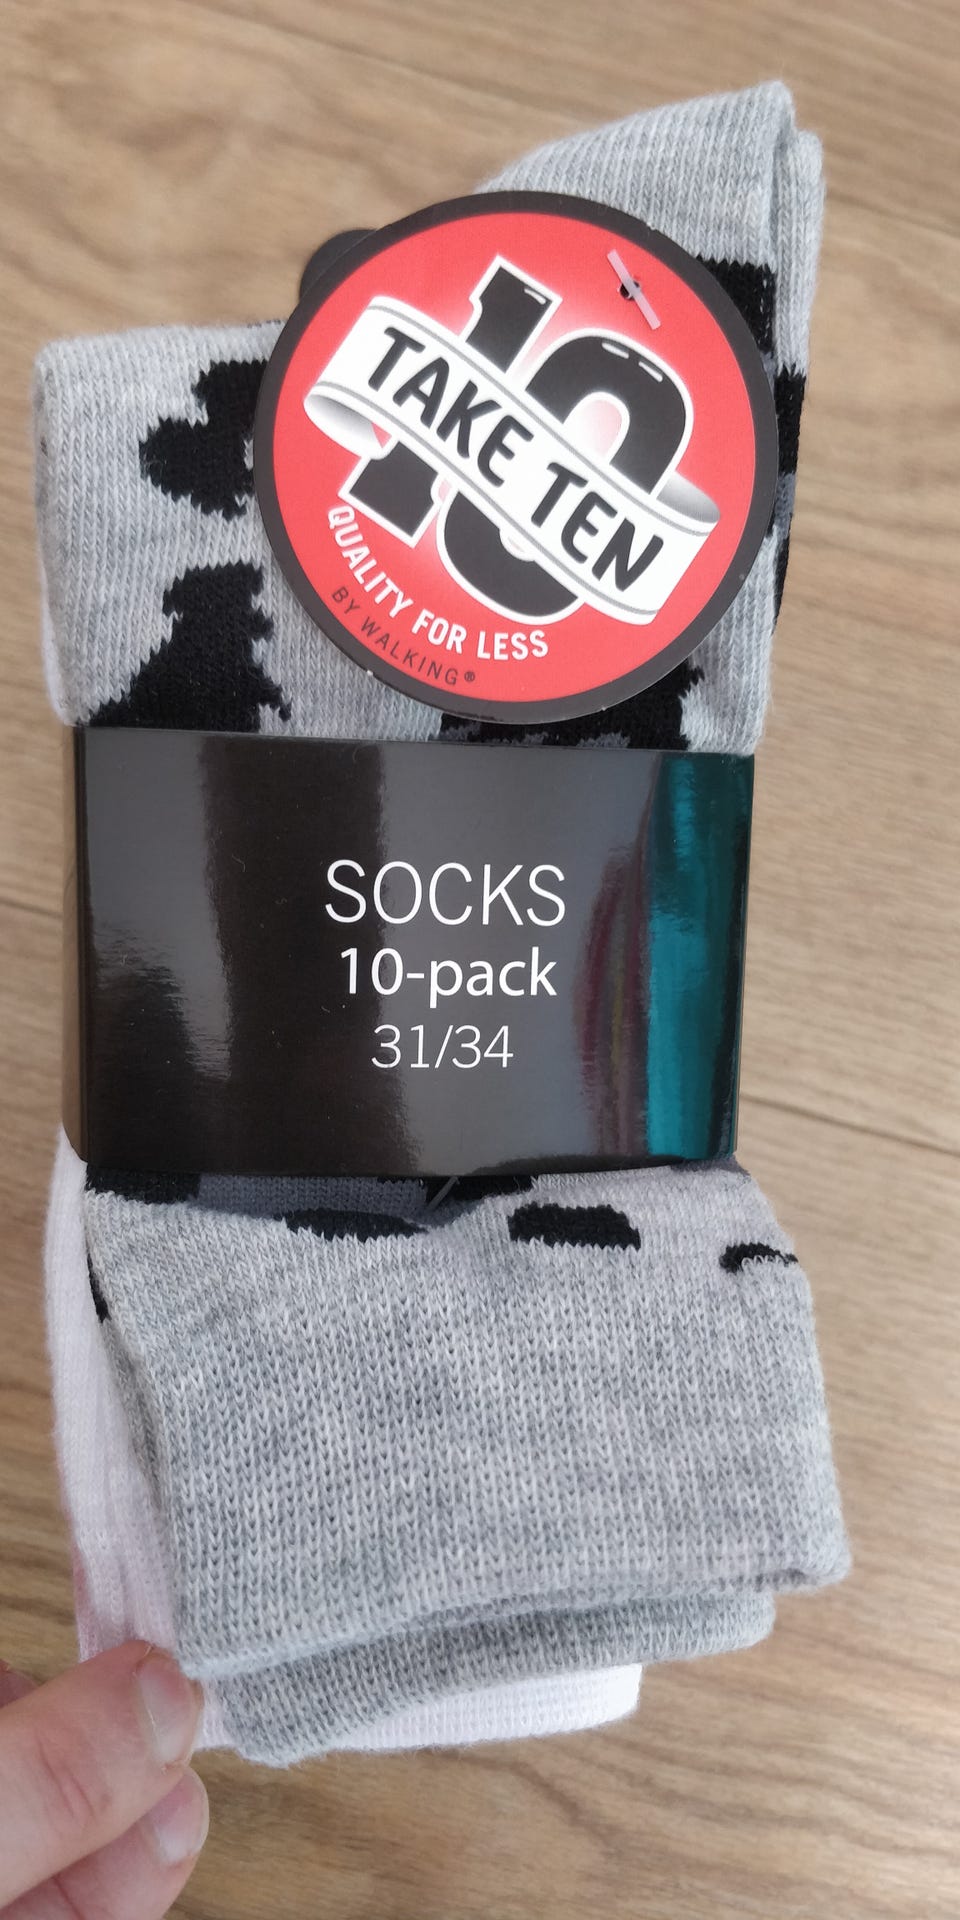 10
TAKE TEN
QUALITY FOR LESS
BY WALKING®
SOCKS
10-pack
31/34